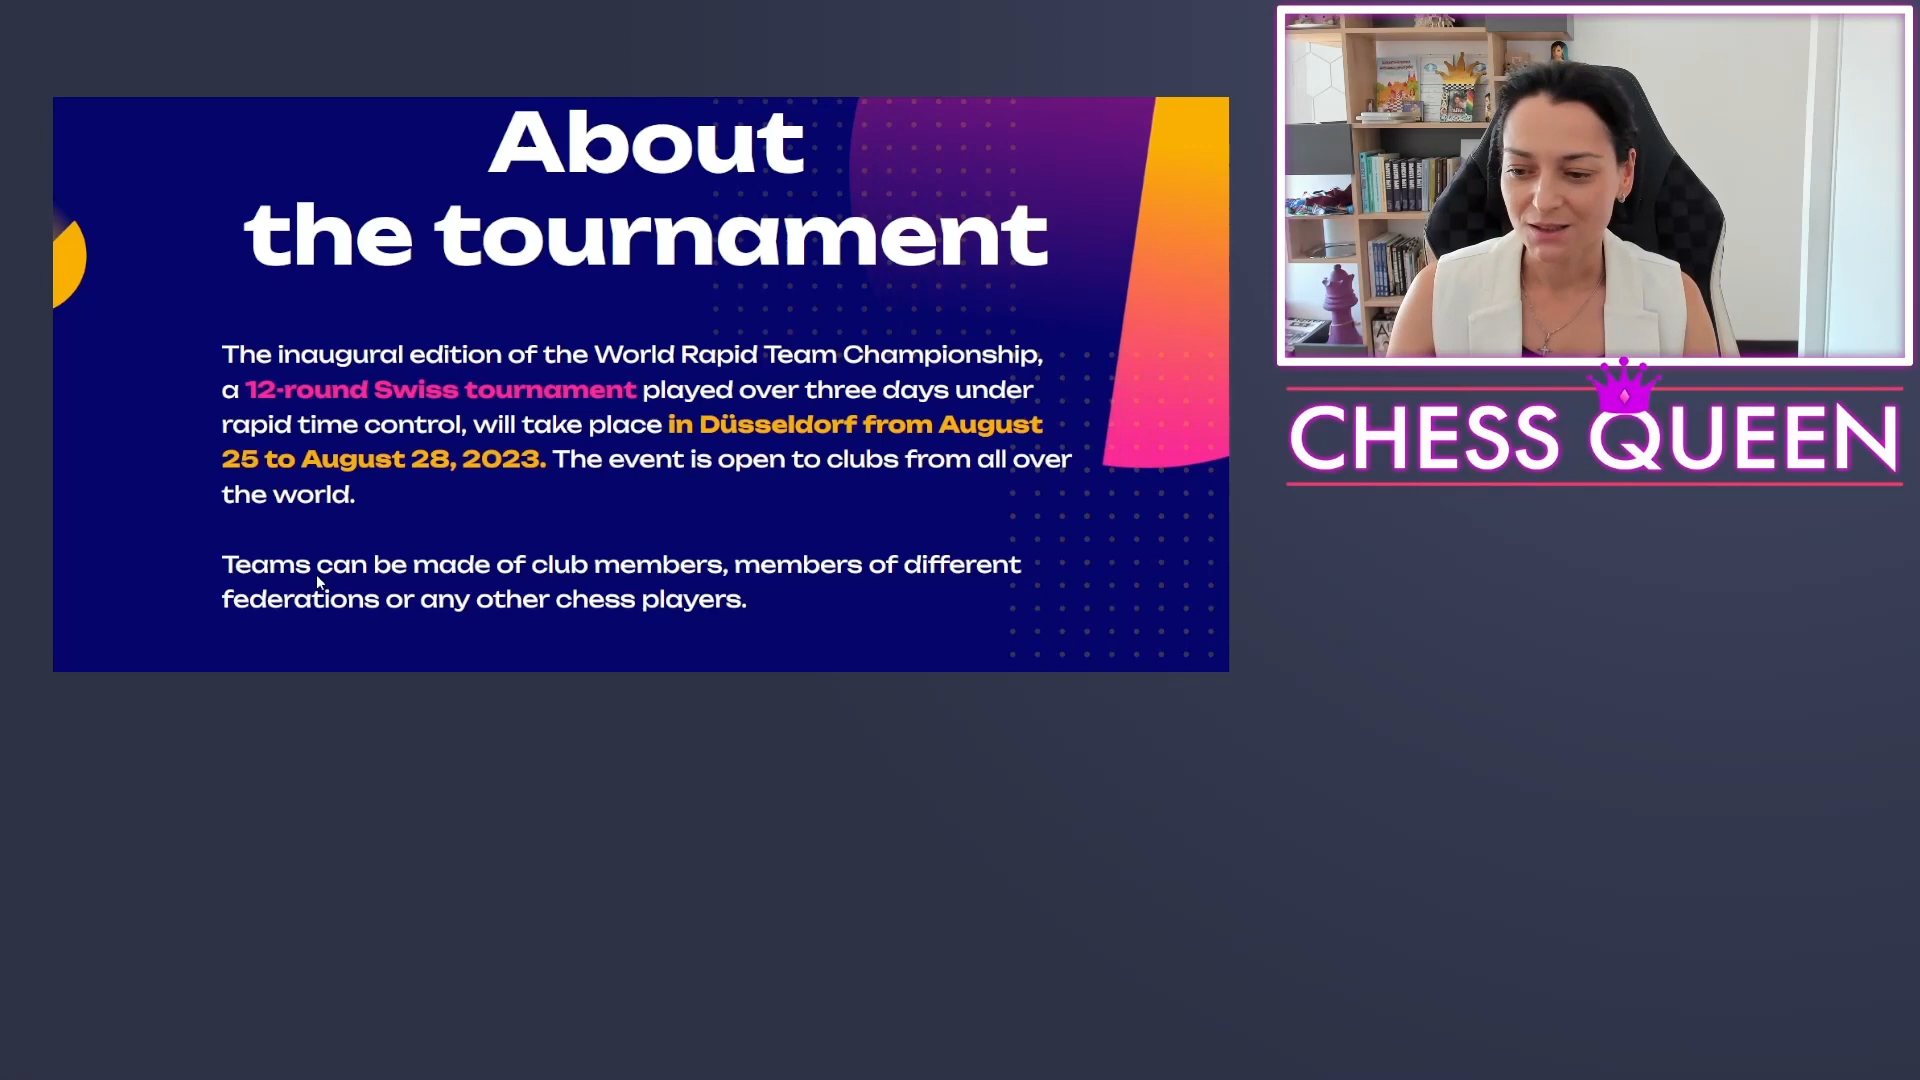 About
the tournament
The inaugural edition of the World Rapid Team Championship,
a 12-round Swiss tournament played over three days under
rapid time control, will take place in Düsseldorf from August
25 to August 28, 2023. The event is open to clubs from all over
the world.
Teams can be made of club members, members of different
federations or any other chess players.
CHESS QUEEN